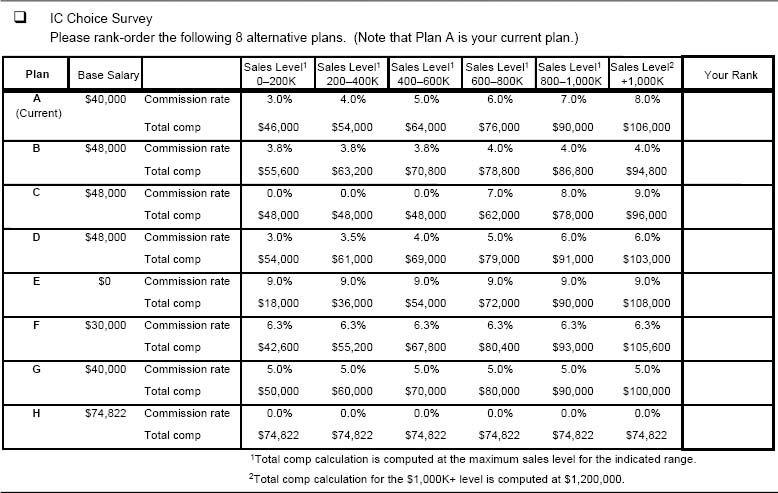 ❑ IC Choice Survey
Please rank-order the following 8 alternative plans. (Note that Plan A is your current plan.)
Plan Base Salary Sales Level¹ 0–200K Sales Level¹ 200–400K Sales Level¹ 400–600K Sales Level¹ 600–800K Sales Level¹ 800–1,000K Sales Level² +1,000K Your Rank
A (Current) $40,000 Commission rate 3.0% 4.0% 5.0% 6.0% 7.0% 8.0%
Total comp $46,000 $54,000 $64,000 $76,000 $90,000 $106,000
B $48,000 Commission rate 3.8% 3.8% 3.8% 4.0% 4.0% 4.0%
Total comp $55,600 $63,200 $70,800 $78,800 $86,800 $94,800
C $48,000 Commission rate 0.0% 0.0% 0.0% 7.0% 8.0% 9.0%
Total comp $48,000 $48,000 $48,000 $62,000 $78,000 $96,000
D $48,000 Commission rate 3.0% 3.5% 4.0% 5.0% 6.0% 6.0%
Total comp $54,000 $61,000 $69,000 $79,000 $91,000 $103,000
E $0 Commission rate 9.0% 9.0% 9.0% 9.0% 9.0% 9.0%
Total comp $18,000 $36,000 $54,000 $72,000 $90,000 $108,000
F $30,000 Commission rate 6.3% 6.3% 6.3% 6.3% 6.3% 6.3%
Total comp $42,600 $55,200 $67,800 $80,400 $93,000 $105,600
G $40,000 Commission rate 5.0% 5.0% 5.0% 5.0% 5.0% 5.0%
Total comp $50,000 $60,000 $70,000 $80,000 $90,000 $100,000
H $74,822 Commission rate 0.0% 0.0% 0.0% 0.0% 0.0% 0.0%
Total comp $74,822 $74,822 $74,822 $74,822 $74,822 $74,822
¹Total comp calculation is computed at the maximum sales level for the indicated range.
²Total comp calculation for the $1,000K+ level is computed at $1,200,000.